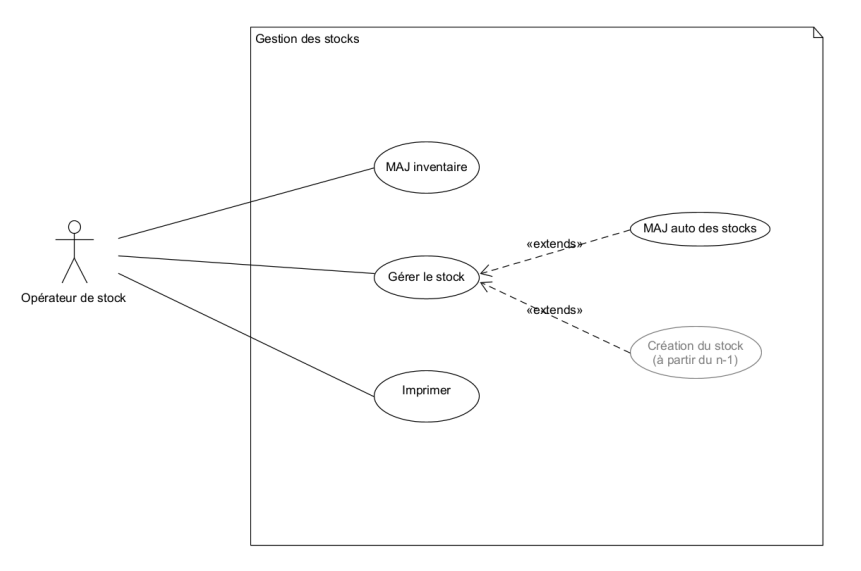 Gestion des stocks
MAJ inventaire
MAJ auto des stocks
«extends»
Gérer le stock
Opérateur de stock
«extends»
Création du stock
(à partir du n-1)
Imprimer